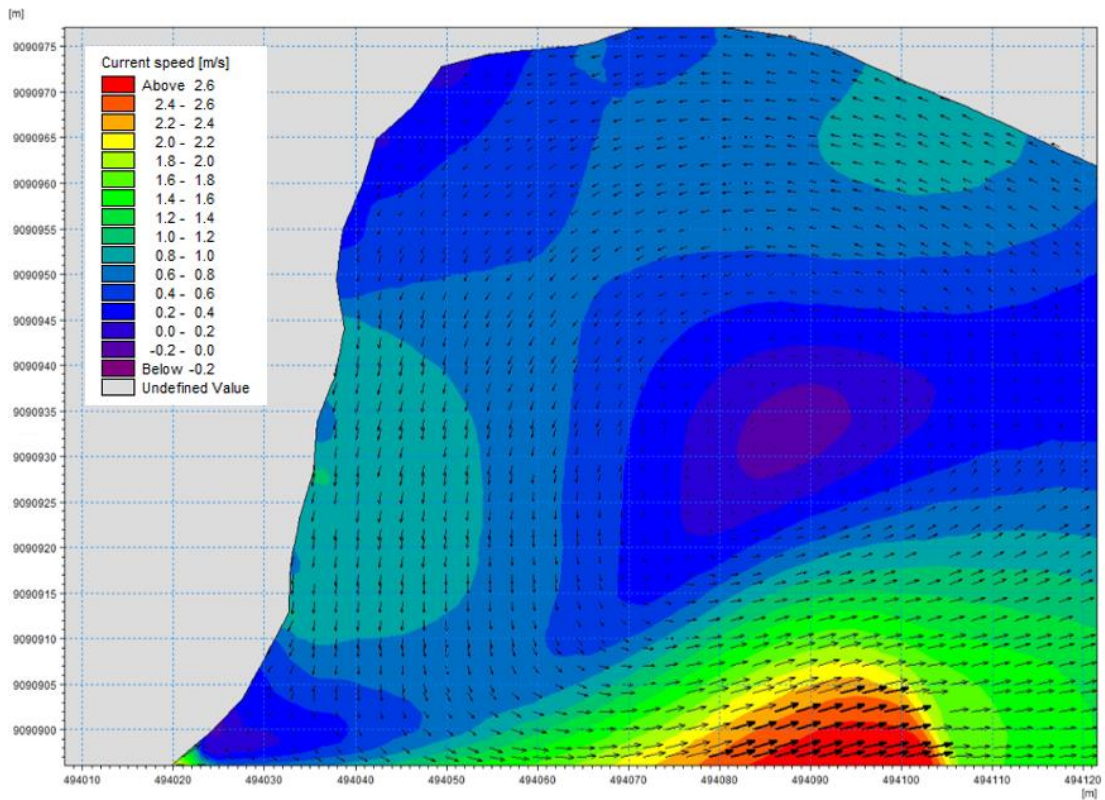 [m]
9090975
9090970
9090965
9090960
9090955
9090950
9090945
9090940
9090935
9090930
9090925
9090920
9090915
9090910
9090905
9090900
Current speed [m/s]
Above 2.6
2.4 - 2.6
2.2 - 2.4
2.0 - 2.2
1.8 - 2.0
1.6 - 1.8
1.4 - 1.6
1.2 - 1.4
1.0 - 1.2
0.8 - 1.0
0.6 - 0.8
0.4 - 0.6
0.2 - 0.4
0.0 - 0.2
-0.2 - 0.0
Below -0.2
Undefined Value
494010 494020 494030 494040 494050 494060 494070 494080 494090 494100 494110 494120
[m]